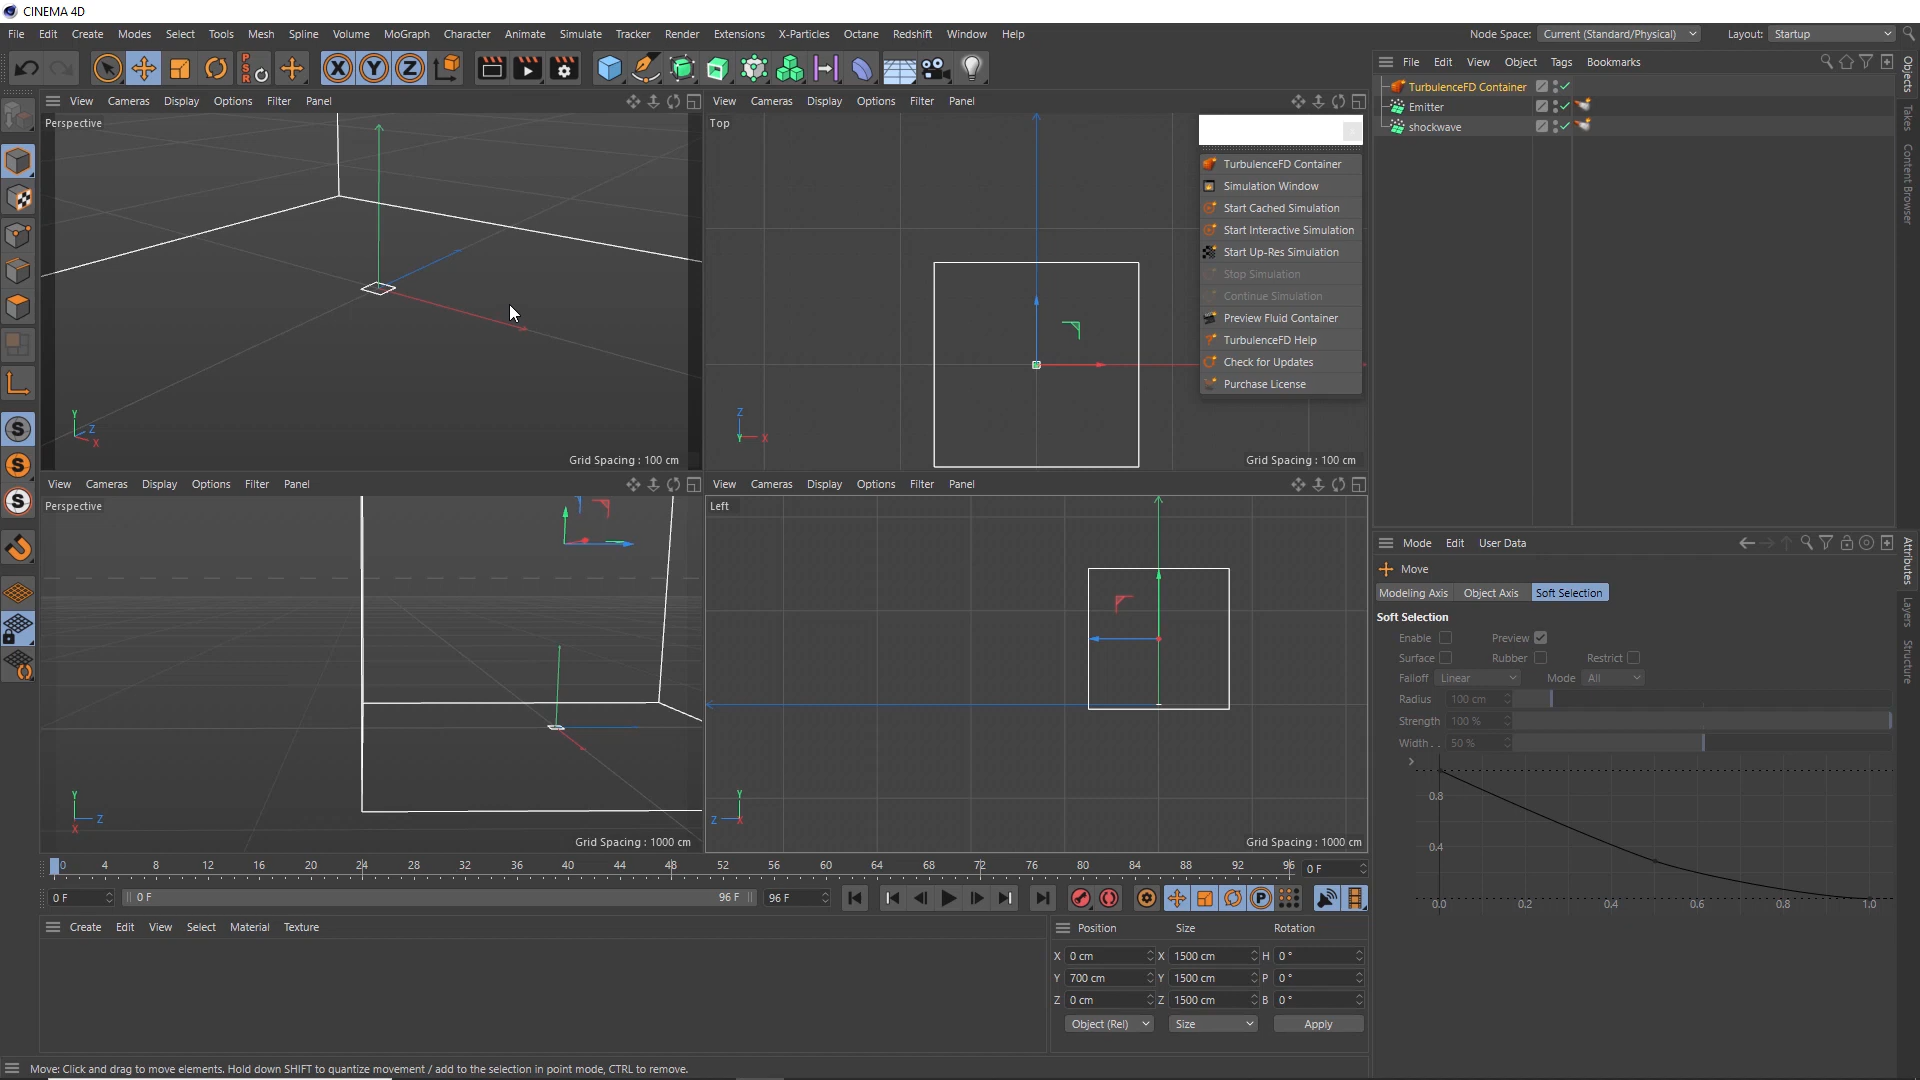 CINEMA 4D
File Edit Create Modes Select Tools Mesh Spline Volume MoGraph Character Animate Simulate Tracker Render Extensions X-Particles Octane Redshift Window Help
Node Space: Current (Standard/Physical) Layout: Startup
PSR X Y Z
File Edit View Object Tags Bookmarks
TurbulenceFD Container
Emitter
shockwave
Objects
Takes
Content Browser
View Cameras Display Options Filter Panel
Perspective
Y
Z
X
Grid Spacing : 100 cm
View Cameras Display Options Filter Panel
Top
Z
Y X
Grid Spacing : 100 cm
TurbulenceFD Container
Simulation Window
Start Cached Simulation
Start Interactive Simulation
Start Up-Res Simulation
Stop Simulation
Continue Simulation
Preview Fluid Container
TurbulenceFD Help
Check for Updates
Purchase License
S
S
S
View Cameras Display Options Filter Panel
Perspective
Y
Z
X
Grid Spacing : 1000 cm
View Cameras Display Options Filter Panel
Left
Y
Z X
Grid Spacing : 1000 cm
Mode Edit User Data
Move
Modeling Axis Object Axis Soft Selection
Soft Selection
Enable Preview
Surface Rubber Restrict
Falloff Linear Mode All
Radius 100 cm
Strength 100 %
Width . . 50 %
0.8
0.4
0.0 0.2 0.4 0.6 0.8 1.0
Attributes
Layers
Structure
0 4 8 12 16 20 24 28 32 36 40 44 48 52 56 60 64 68 72 76 80 84 88 92 96 0 F
0 F 0 F 96 F 96 F P
Create Edit View Select Material Texture
Position Size Rotation
X 0 cm X 1500 cm H 0 °
Y 700 cm Y 1500 cm P 0 °
Z 0 cm Z 1500 cm B 0 °
Object (Rel) Size Apply
Move: Click and drag to move elements. Hold down SHIFT to quantize movement / add to the selection in point mode, CTRL to remove.